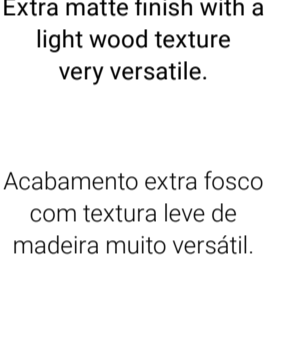 Extra matte finish with a
light wood texture
very versatile.
Acabamento extra fosco
com textura leve de
madeira muito versátil.